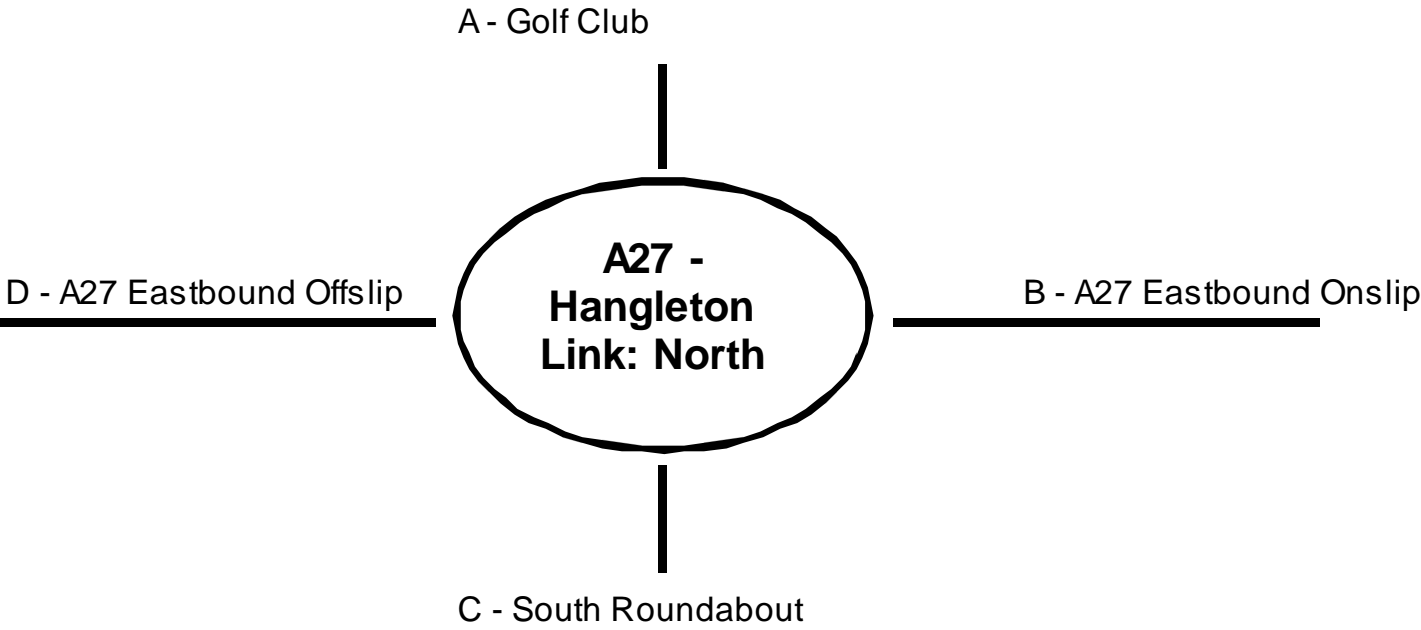 A - Golf Club
A27 -
Hangleton
Link: North
D - A27 Eastbound Offslip
B - A27 Eastbound Onslip
C - South Roundabout